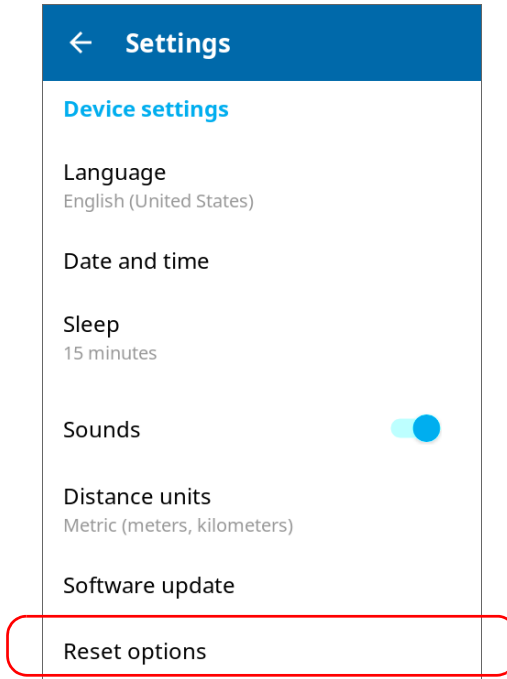 Settings
Device settings
Language
English (United States)
Date and time
Sleep
15 minutes
Sounds
Distance units
Metric (meters, kilometers)
Software update
Reset options